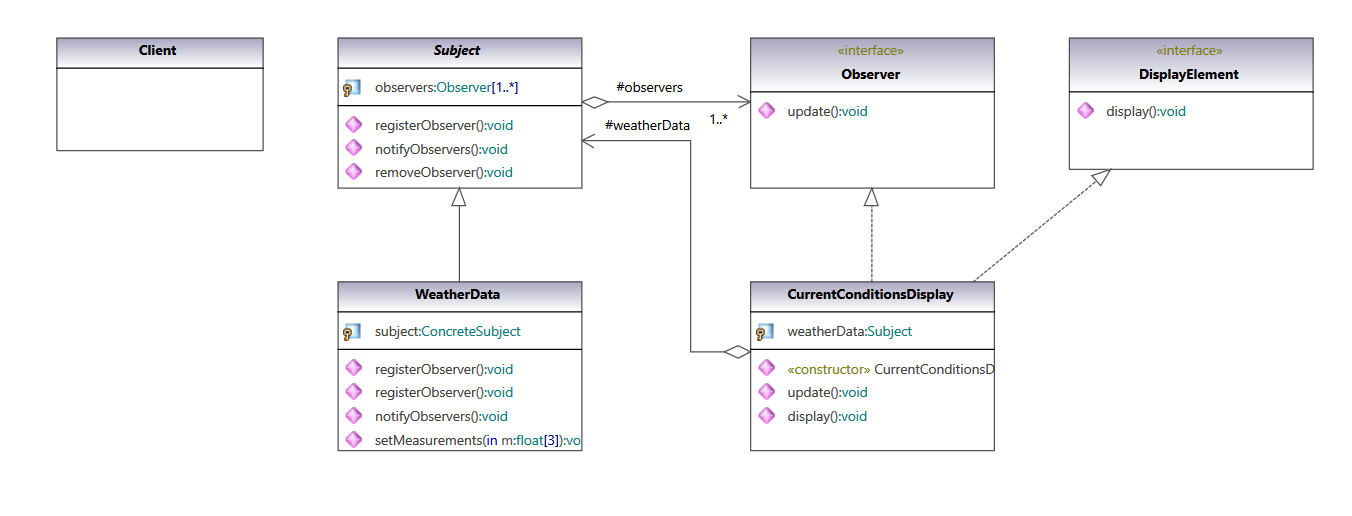 Client
Subject
observers:Observer[1..*]
registerObserver():void
notifyObservers():void
removeObserver():void
#observers
1..*
#weatherData
«interface»
Observer
update():void
«interface»
DisplayElement
display():void
WeatherData
subject:ConcreteSubject
registerObserver():void
registerObserver():void
notifyObservers():void
setMeasurements(in m:float[3]):vo
CurrentConditionsDisplay
weatherData:Subject
«constructor» CurrentConditionsD
update():void
display():void